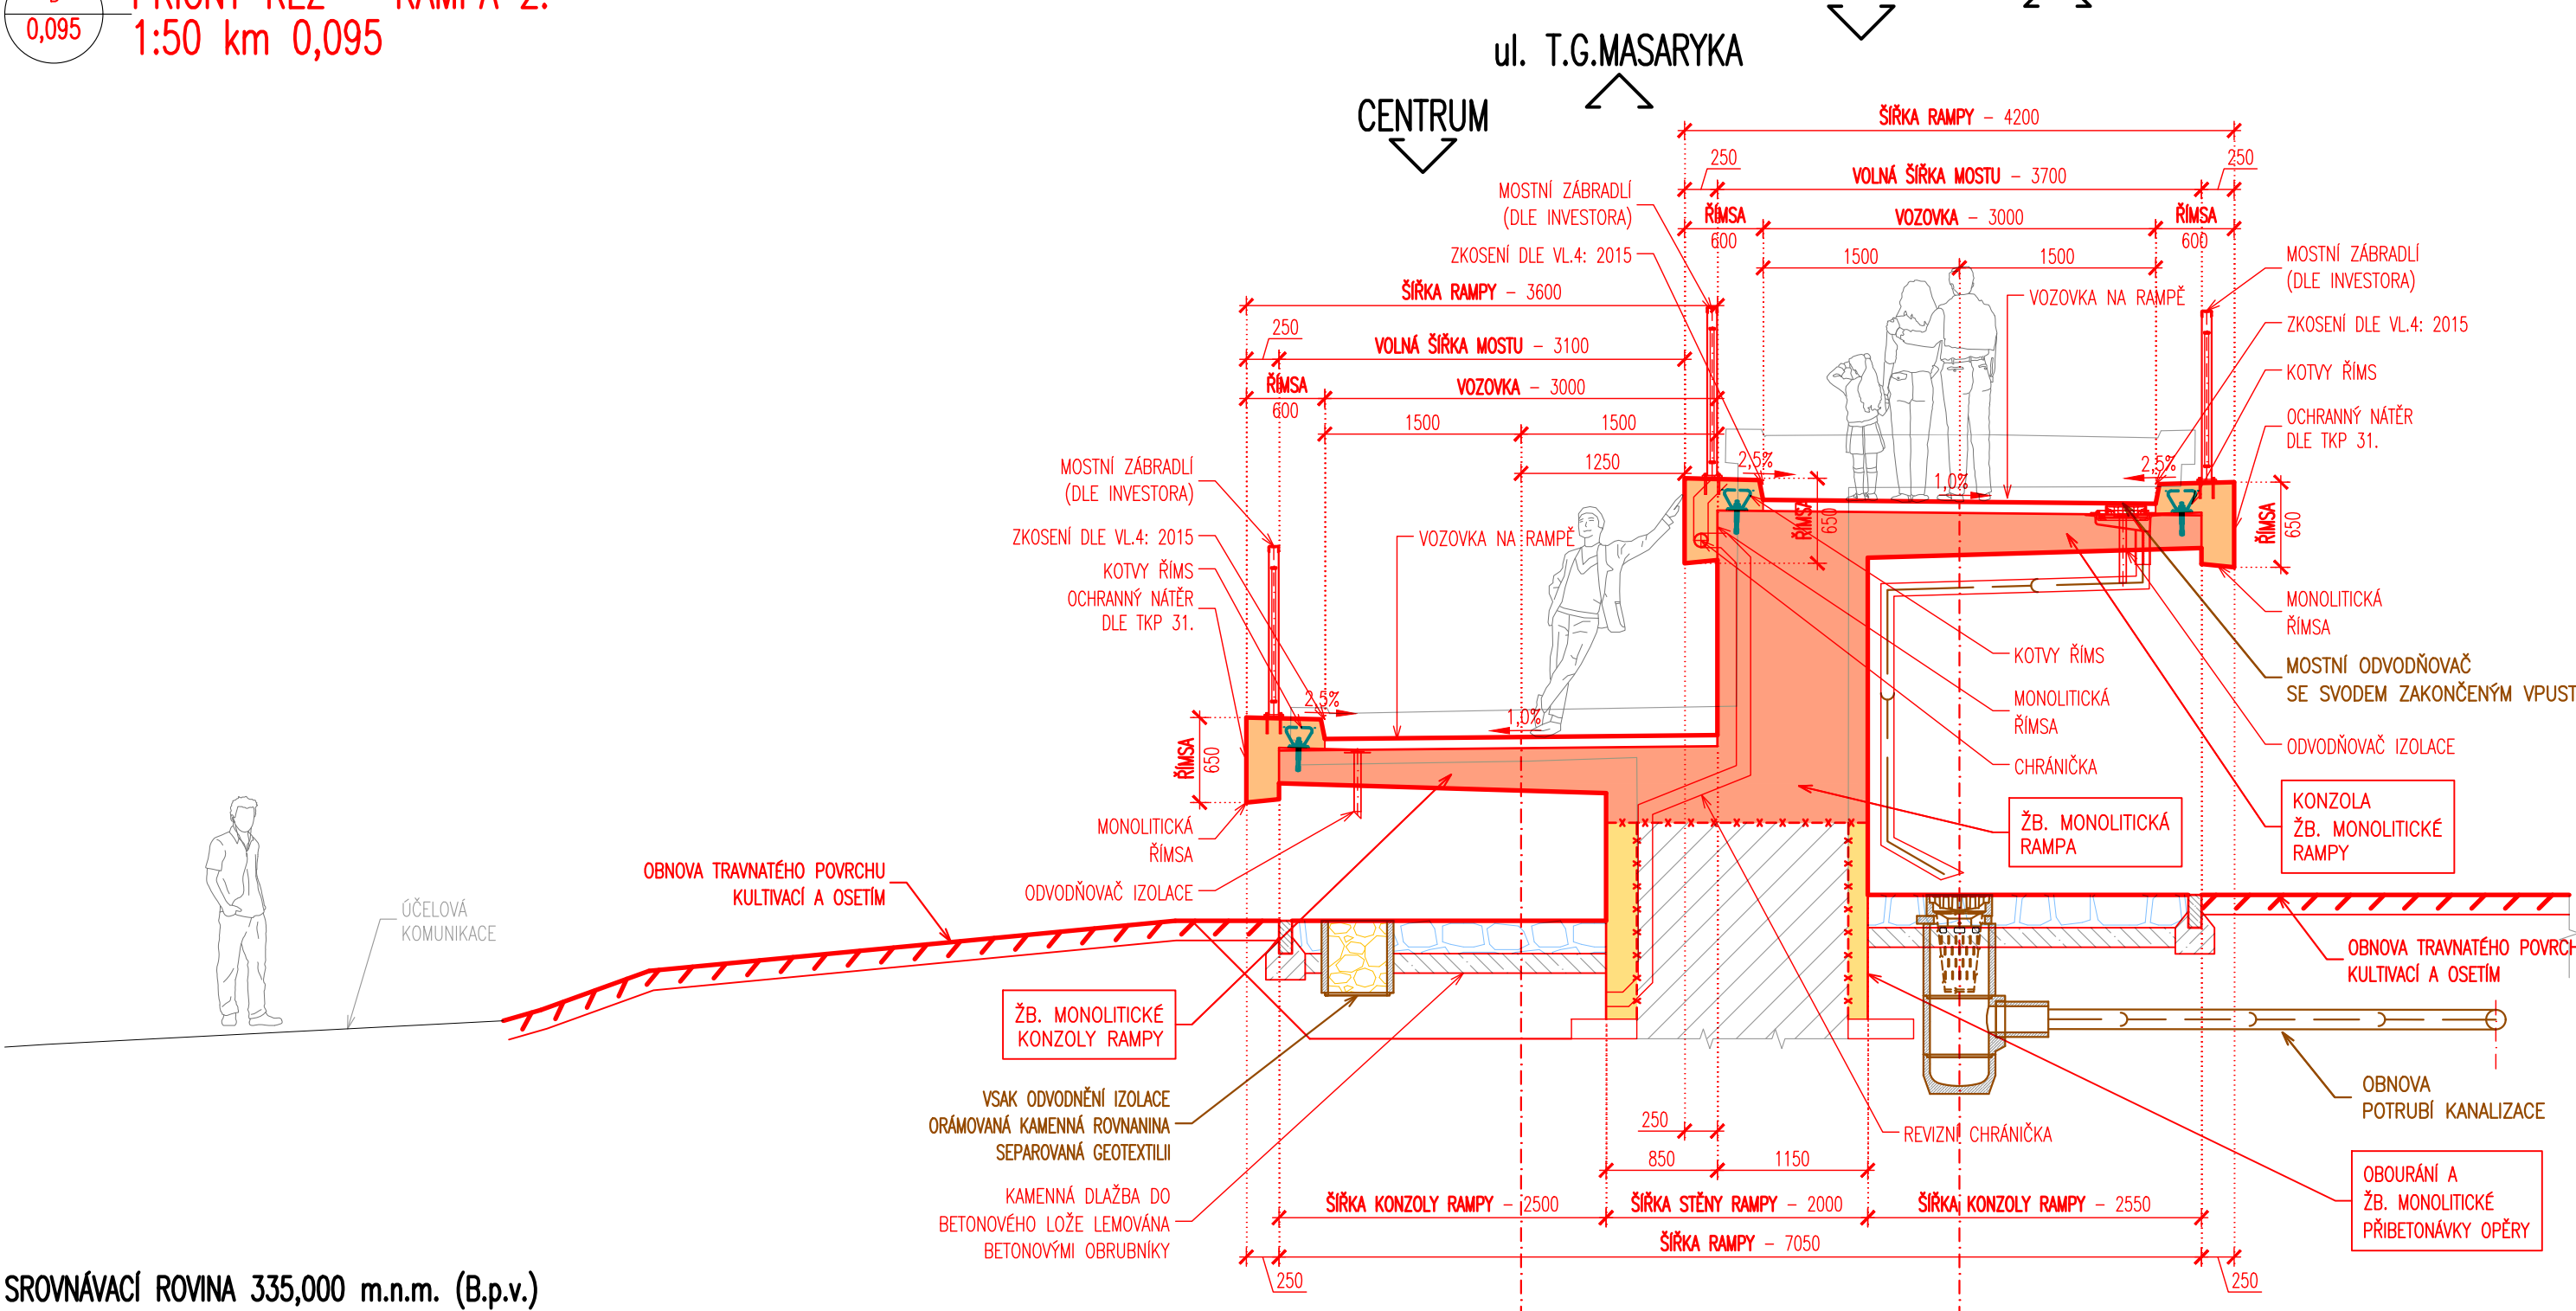 0,095
PŘÍČNÝ ŘEZ - RAMPA 2.
1:50 km 0,095
ul. T.G.MASARYKA
CENTRUM
ŠÍŘKA RAMPY - 4200
250
VOLNÁ ŠÍŘKA MOSTU - 3700
250
ŘÍMSA
600
VOZOVKA - 3000
ŘÍMSA
600
1500
1500
MOSTNÍ ZÁBRADLÍ
(DLE INVESTORA)
ZKOSENÍ DLE VL.4: 2015
ŠÍŘKA RAMPY - 3600
250
VOLNÁ ŠÍŘKA MOSTU - 3100
ŘÍMSA
600
VOZOVKA - 3000
1500
1500
1250
VOZOVKA NA RAMPĚ
MOSTNÍ ZÁBRADLÍ
(DLE INVESTORA)
ZKOSENÍ DLE VL.4: 2015
KOTVY ŘÍMS
OCHRANNÝ NÁTĚR
DLE TKP 31.
2,5%
1,0%
2,5%
ŘÍMSA
650
ŘÍMSA
650
MOSTNÍ ZÁBRADLÍ
(DLE INVESTORA)
ZKOSENÍ DLE VL.4: 2015
KOTVY ŘÍMS
OCHRANNÝ NÁTĚR
DLE TKP 31.
VOZOVKA NA RAMPĚ
2,5%
1,0%
ŘÍMSA
650
MONOLITICKÁ
ŘÍMSA
ODVODŇOVAČ IZOLACE
MONOLITICKÁ
ŘÍMSA
MOSTNÍ ODVODŇOVAČ
SE SVODEM ZAKONČENÝM VPUST
ODVODŇOVAČ IZOLACE
KOTVY ŘÍMS
MONOLITICKÁ
ŘÍMSA
CHRÁNIČKA
ŽB. MONOLITICKÁ
RAMPA
KONZOLA
ŽB. MONOLITICKÉ
RAMPY
OBNOVA TRAVNATÉHO POVRCHU
KULTIVACÍ A OSETÍM
ÚČELOVÁ
KOMUNIKACE
OBNOVA TRAVNATÉHO POVRCH
KULTIVACÍ A OSETÍM
ŽB. MONOLITICKÉ
KONZOLY RAMPY
VSAK ODVODNĚNÍ IZOLACE
ORÁMOVANÁ KAMENNÁ ROVNANINA
SEPAROVANÁ GEOTEXTILII
KAMENNÁ DLAŽBA DO
BETONOVÉHO LOŽE LEMOVÁNA
BETONOVÝMI OBRUBNÍKY
OBNOVA
POTRUBÍ KANALIZACE
REVIZNÍ CHRÁNIČKA
OBOURÁNÍ A
ŽB. MONOLITICKÉ
PŘIBETONÁVKY OPĚRY
250
850
1150
ŠÍŘKA KONZOLY RAMPY - 2500
ŠÍŘKA STĚNY RAMPY - 2000
ŠÍŘKA KONZOLY RAMPY - 2550
ŠÍŘKA RAMPY - 7050
250
250
SROVNÁVACÍ ROVINA 335,000 m.n.m. (B.p.v.)